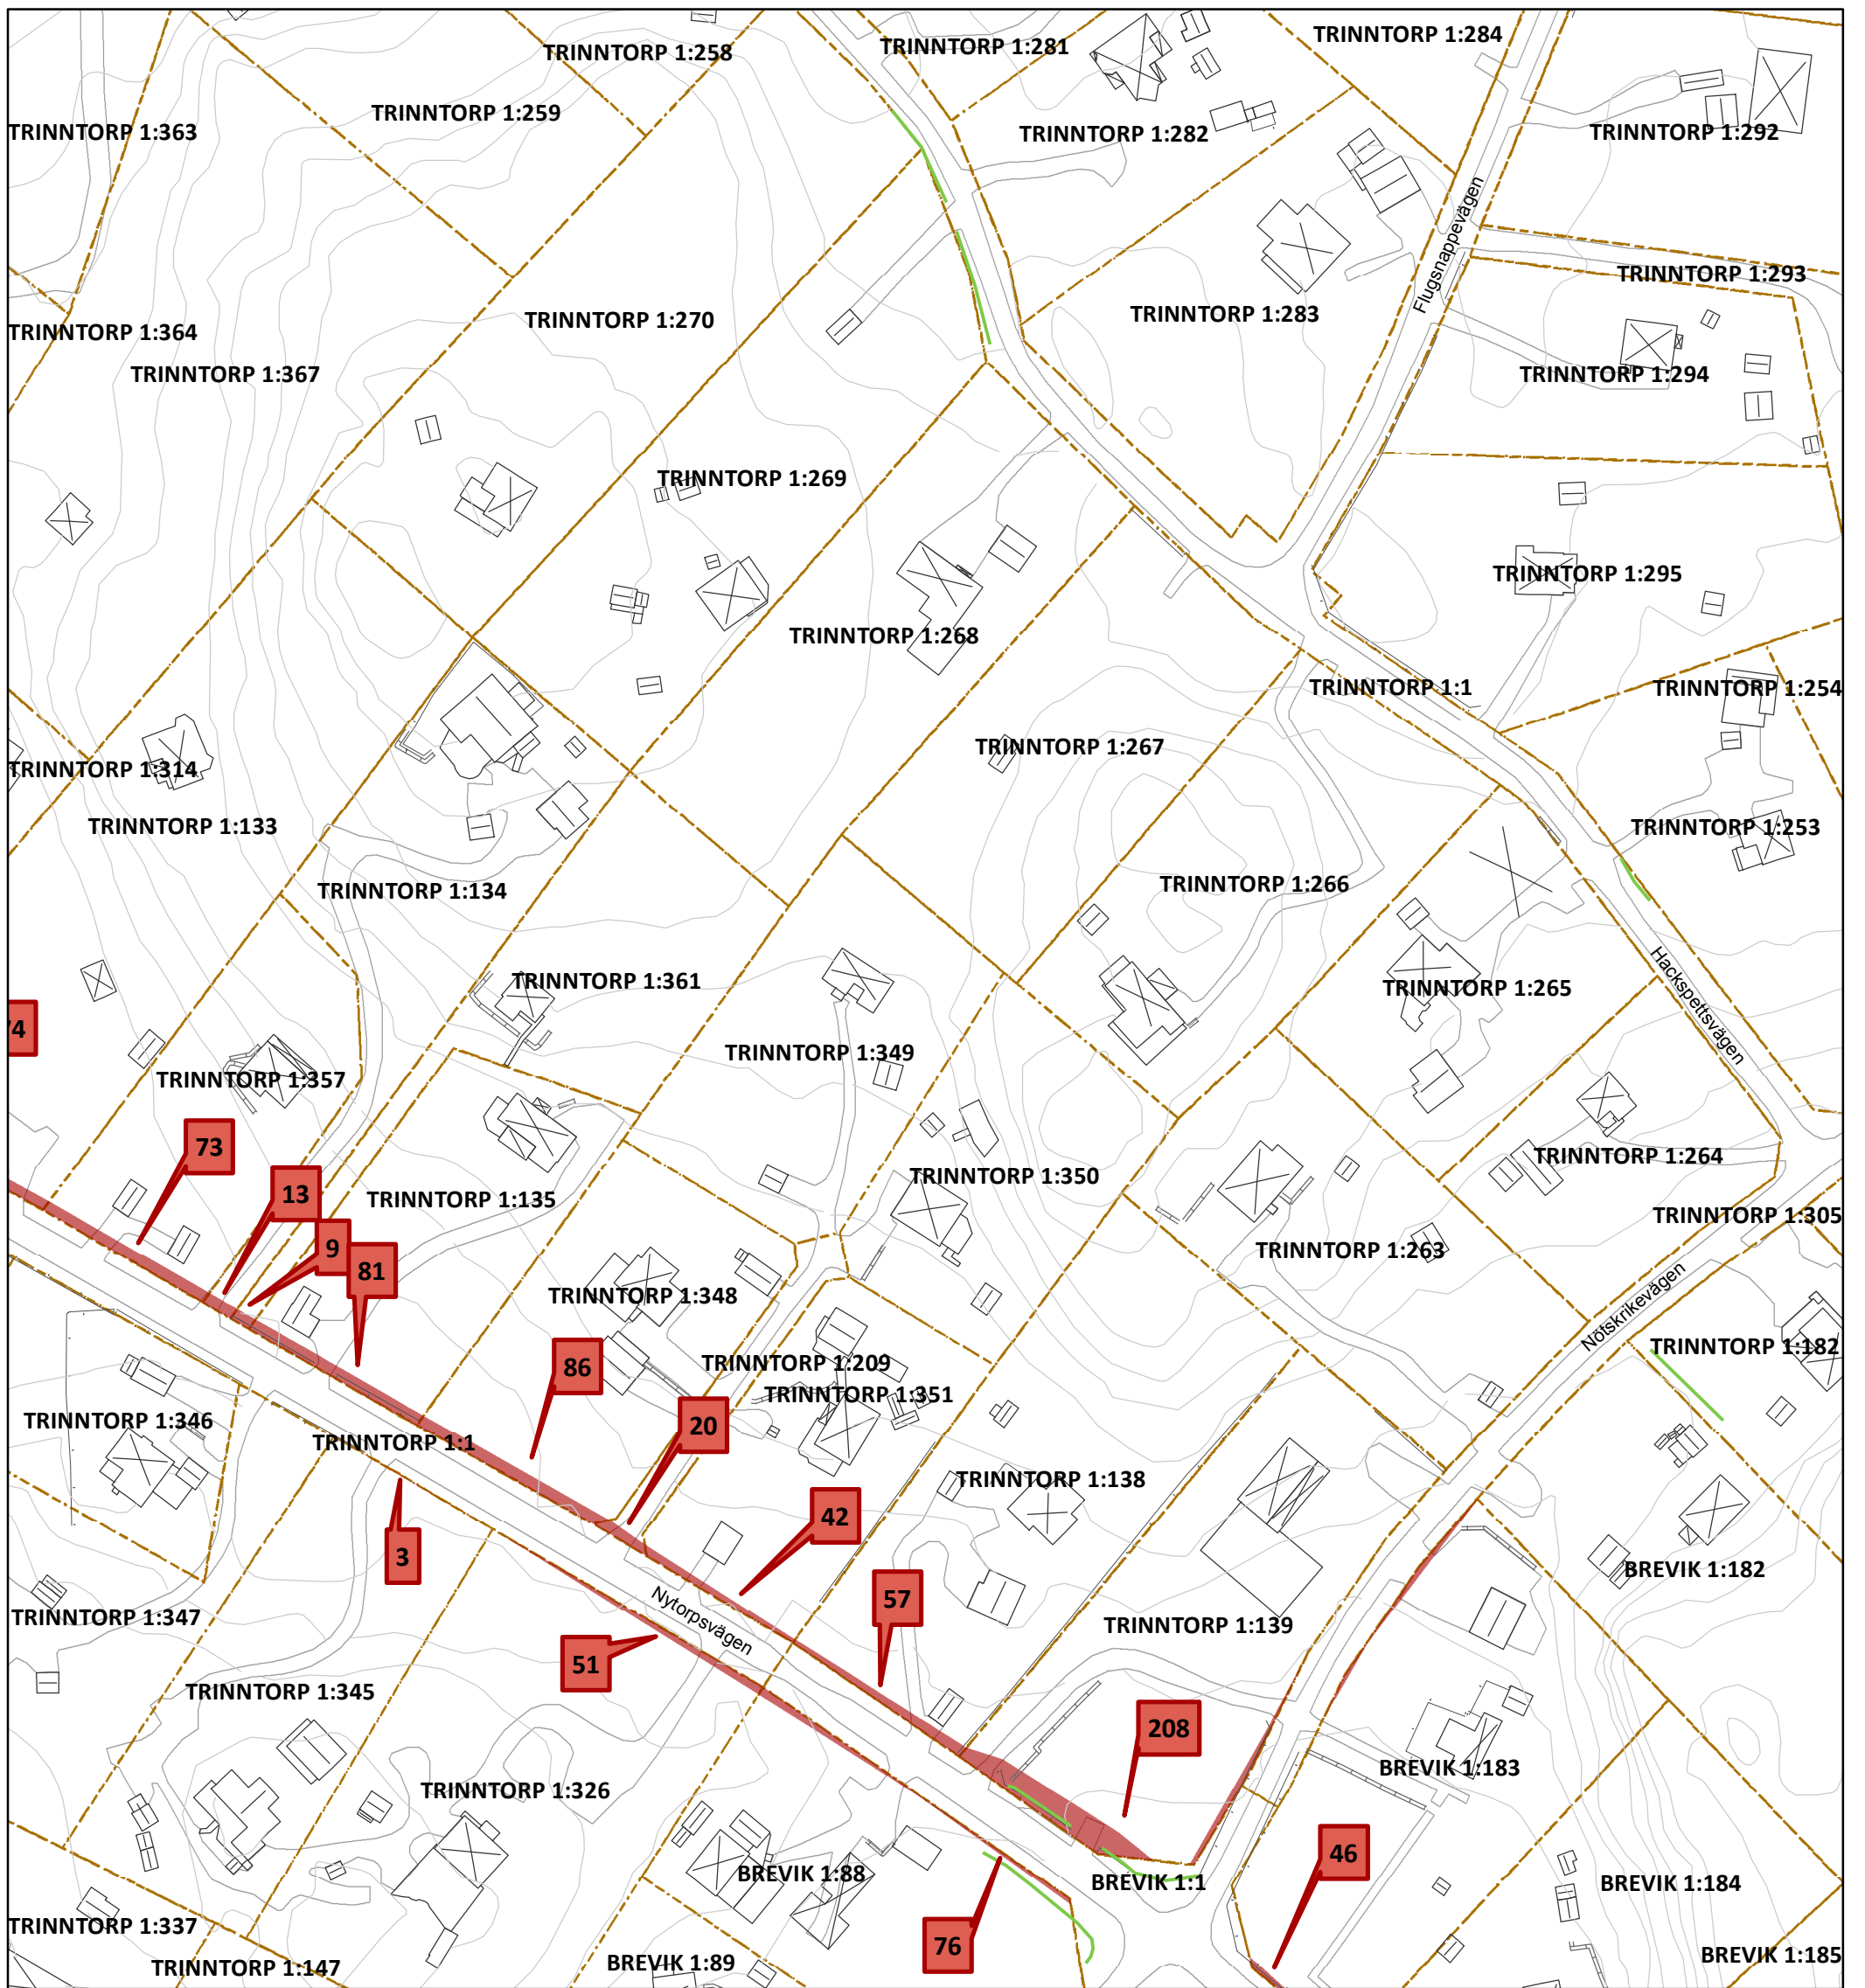 TRINNTORP 1:284
TRINNTORP 1:281
TRINNTORP 1:258
TRINNTORP 1:259
TRINNTORP 1:363
TRINNTORP 1:282
TRINNTORP 1:292
Flugsnappevägen
TRINNTORP 1:293
TRINNTORP 1:283
TRINNTORP 1:270
TRINNTORP 1:364
TRINNTORP 1:367
TRINNTORP 1:294
TRINNTORP 1:269
TRINNTORP 1:295
TRINNTORP 1:268
TRINNTORP 1:1
TRINNTORP 1:254
TRINNTORP 1:267
TRINNTORP 1:314
TRINNTORP 1:133
TRINNTORP 1:253
TRINNTORP 1:266
TRINNTORP 1:134
TRINNTORP 1:361
TRINNTORP 1:265
Hackspettsvägen
74
TRINNTORP 1:349
TRINNTORP 1:357
73
TRINNTORP 1:264
TRINNTORP 1:350
13
TRINNTORP 1:135
TRINNTORP 1:305
9
TRINNTORP 1:263
81
TRINNTORP 1:348
Nötskrikevägen
TRINNTORP 1:182
TRINNTORP 1:209
86
TRINNTORP 1:351
TRINNTORP 1:346
20
TRINNTORP 1:1
TRINNTORP 1:138
42
3
BREVIK 1:182
57
TRINNTORP 1:347
Nytorpsvägen
TRINNTORP 1:139
51
TRINNTORP 1:345
208
BREVIK 1:183
TRINNTORP 1:326
46
BREVIK 1:88
BREVIK 1:1
BREVIK 1:184
TRINNTORP 1:337
76
BREVIK 1:185
BREVIK 1:89
TRINNTORP 1:147